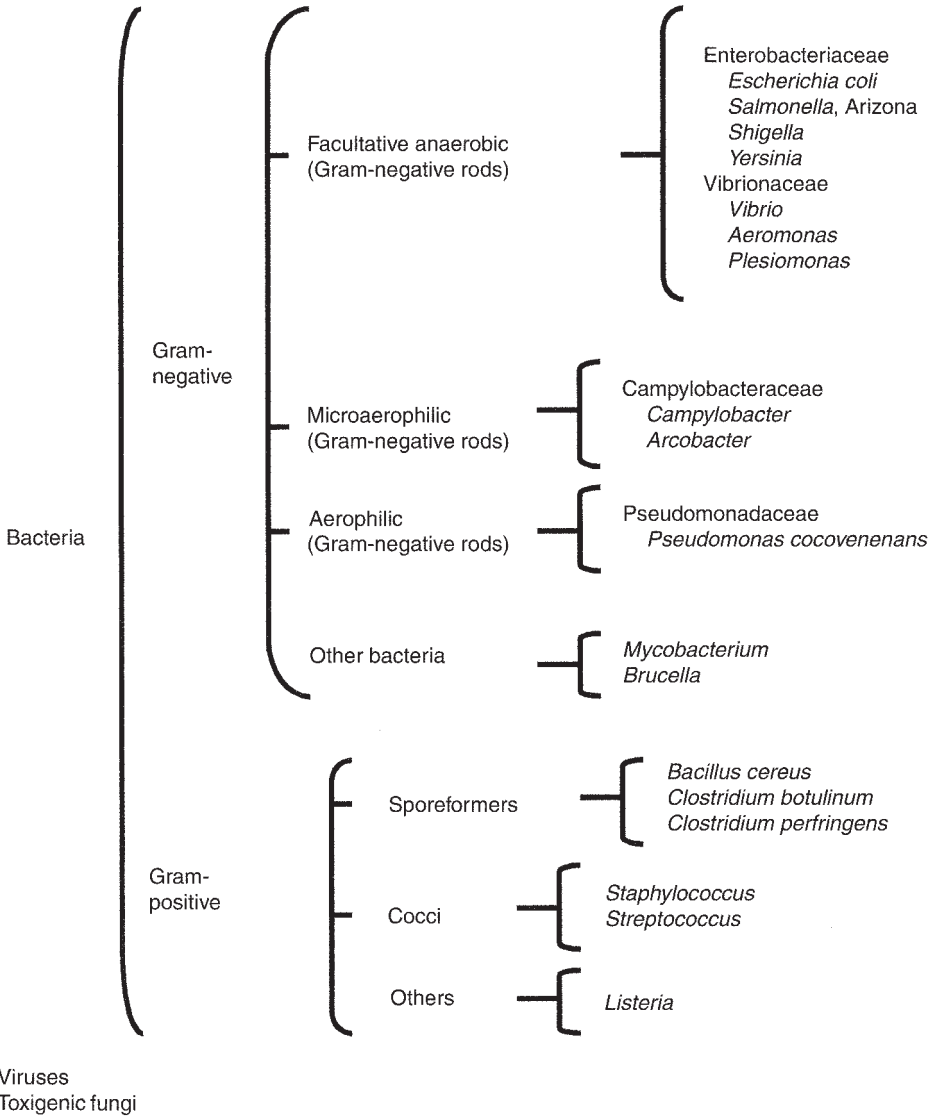 Bacteria
Gram-
negative
Facultative anaerobic
(Gram-negative rods)
Enterobacteriaceae
Escherichia coli
Salmonella, Arizona
Shigella
Yersinia
Vibrionaceae
Vibrio
Aeromonas
Plesiomonas
Microaerophilic
(Gram-negative rods)
Campylobacteraceae
Campylobacter
Arcobacter
Aerophilic
(Gram-negative rods)
Pseudomonadaceae
Pseudomonas cocovenenans
Other bacteria
Mycobacterium
Brucella
Gram-
positive
Sporeformers
Bacillus cereus
Clostridium botulinum
Clostridium perfringens
Cocci
Staphylococcus
Streptococcus
Others
Listeria
Viruses
Toxigenic fungi